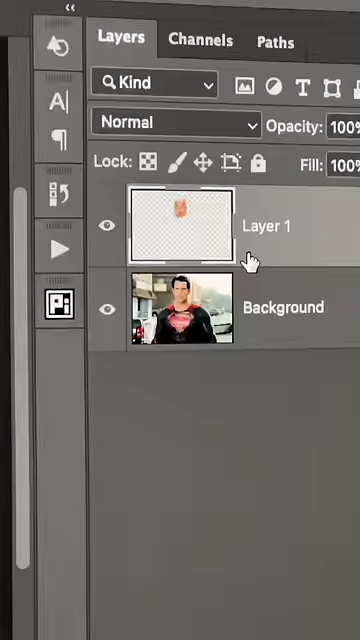 Layers Channels Paths
Kind
Normal Opacity: 100%
Lock: Fill: 100%
Layer 1
Background